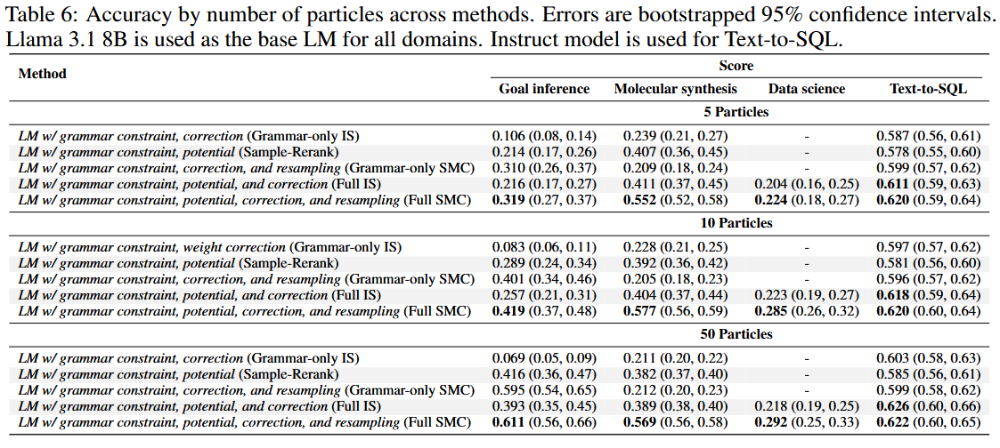 Table 6: Accuracy by number of particles across methods. Errors are bootstrapped 95% confidence intervals.
Llama 3.1 8B is used as the base LM for all domains. Instruct model is used for Text-to-SQL.
Method Score
Goal inference Molecular synthesis Data science Text-to-SQL
5 Particles
LM w/ grammar constraint, correction (Grammar-only IS) 0.106 (0.08, 0.14) 0.239 (0.21, 0.27) - 0.587 (0.56, 0.61)
LM w/ grammar constraint, potential (Sample-Rerank) 0.214 (0.17, 0.26) 0.407 (0.36, 0.45) - 0.578 (0.55, 0.60)
LM w/ grammar constraint, correction, and resampling (Grammar-only SMC) 0.310 (0.26, 0.37) 0.209 (0.18, 0.24) - 0.599 (0.57, 0.62)
LM w/ grammar constraint, potential, and correction (Full IS) 0.216 (0.17, 0.27) 0.411 (0.37, 0.45) 0.204 (0.16, 0.25) 0.611 (0.59, 0.63)
LM w/ grammar constraint, potential, correction, and resampling (Full SMC) 0.319 (0.27, 0.37) 0.552 (0.52, 0.58) 0.224 (0.18, 0.27) 0.620 (0.59, 0.64)
10 Particles
LM w/ grammar constraint, weight correction (Grammar-only IS) 0.083 (0.06, 0.11) 0.228 (0.21, 0.25) - 0.597 (0.57, 0.62)
LM w/ grammar constraint, potential (Sample-Rerank) 0.289 (0.24, 0.34) 0.392 (0.36, 0.42) - 0.581 (0.56, 0.60)
LM w/ grammar constraint, correction, and resampling (Grammar-only SMC) 0.401 (0.34, 0.46) 0.205 (0.18, 0.23) - 0.596 (0.57, 0.62)
LM w/ grammar constraint, potential, and correction (Full IS) 0.257 (0.21, 0.31) 0.404 (0.37, 0.44) 0.223 (0.19, 0.27) 0.618 (0.59, 0.64)
LM w/ grammar constraint, potential, correction, and resampling (Full SMC) 0.419 (0.37, 0.48) 0.577 (0.56, 0.59) 0.285 (0.26, 0.32) 0.620 (0.60, 0.64)
50 Particles
LM w/ grammar constraint, correction (Grammar-only IS) 0.069 (0.05, 0.09) 0.211 (0.20, 0.22) - 0.603 (0.58, 0.63)
LM w/ grammar constraint, potential (Sample-Rerank) 0.416 (0.36, 0.47) 0.382 (0.37, 0.40) - 0.585 (0.56, 0.61)
LM w/ grammar constraint, correction, and resampling (Grammar-only SMC) 0.595 (0.54, 0.65) 0.212 (0.20, 0.23) - 0.599 (0.58, 0.62)
LM w/ grammar constraint, potential, and correction (Full IS) 0.393 (0.35, 0.45) 0.389 (0.38, 0.40) 0.218 (0.19, 0.25) 0.626 (0.60, 0.66)
LM w/ grammar constraint, potential, correction, and resampling (Full SMC) 0.611 (0.56, 0.66) 0.569 (0.56, 0.58) 0.292 (0.25, 0.33) 0.622 (0.60, 0.65)